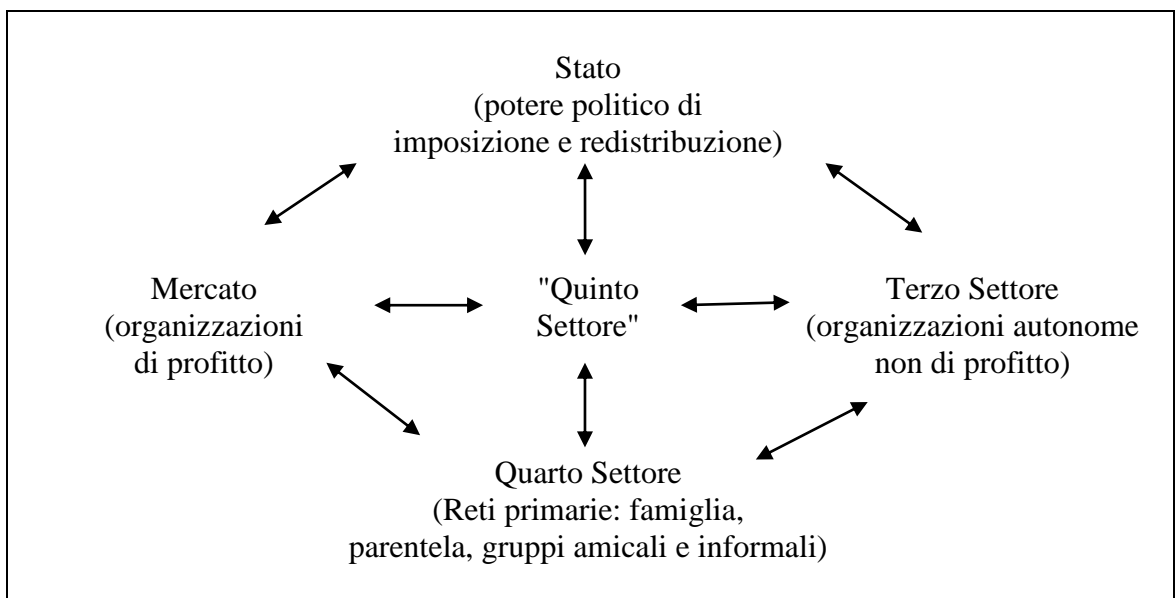 Stato
(potere politico di
imposizione e redistribuzione)
Mercato
(organizzazioni
di profitto)
"Quinto
Settore"
Terzo Settore
(organizzazioni autonome
non di profitto)
Quarto Settore
(Reti primarie: famiglia,
parentela, gruppi amicali e informali)